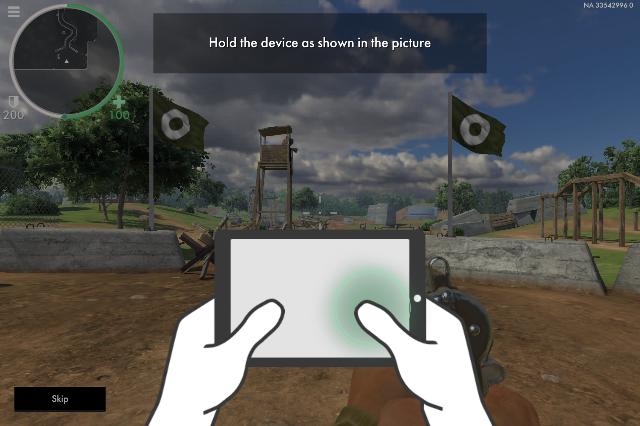 NA 33542996 0
Hold the device as shown in the picture
200
100
Skip